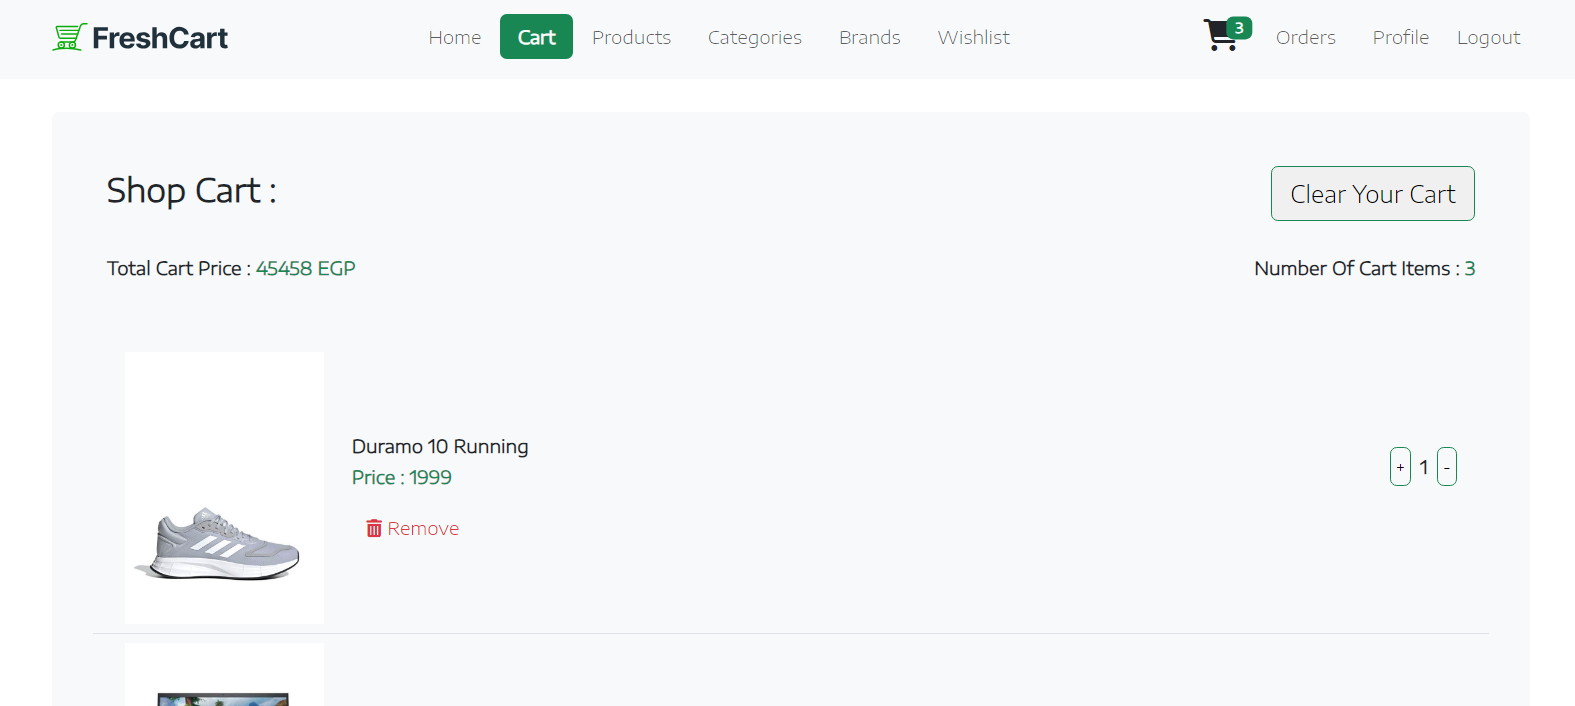 FreshCart
Home Cart Products Categories Brands Wishlist 3 Orders Profile Logout
Shop Cart :
Clear Your Cart
Total Cart Price : 45458 EGP
Number Of Cart Items : 3
Duramo 10 Running
Price : 1999
+ 1 -
Remove